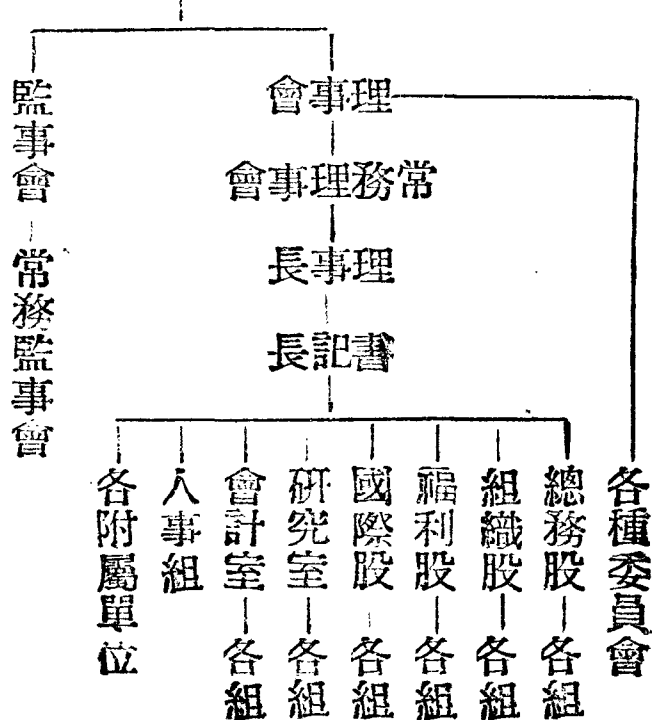 理事會
常務理事會
理事長
書記長
各種委員會
總務股
各組
組織股
各組
福利股
各組
國際股
各組
研究室
各組
會計室
各組
人事組
各附屬單位
監事會
常務監事會